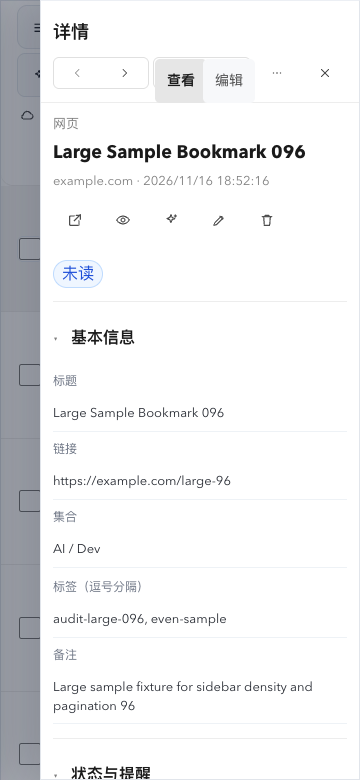 详情
查看 编辑 ...
网页
Large Sample Bookmark 096
example.com · 2026/11/16 18:52:16
未读
基本信息
标题
Large Sample Bookmark 096
链接
https://example.com/large-96
集合
AI / Dev
标签（逗号分隔）
audit-large-096, even-sample
备注
Large sample fixture for sidebar density and
pagination 96
状态与提醒